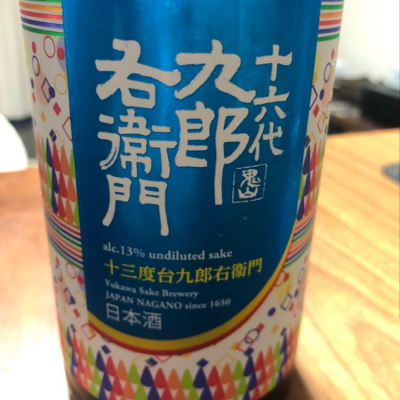 十六代
九郎
右衛門
鬼山
alc.13% undiluted sake
十三度台九郎右衛門
Yukawa Sake Brewery
JAPAN NAGANO since 1650
日本酒